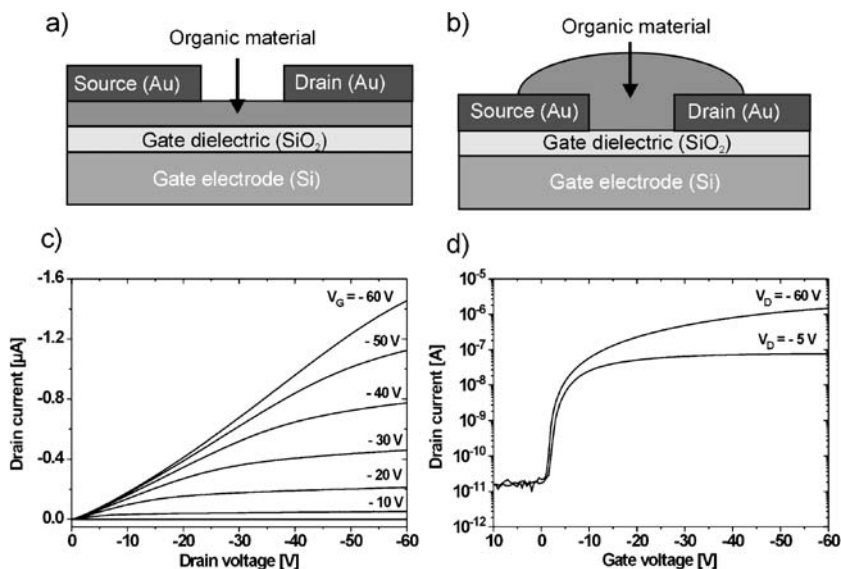 a)
Organic material
Source (Au)
Drain (Au)
Gate dielectric (SiO₂)
Gate electrode (Si)
b)
Organic material
Source (Au)
Drain (Au)
Gate dielectric (SiO₂)
Gate electrode (Si)
c)
-1.6
-1.2
-0.8
-0.4
0.0
Drain current [µA]
V_G = - 60 V
- 50 V
- 40 V
- 30 V
- 20 V
- 10 V
0 -10 -20 -30 -40 -50 -60
Drain voltage [V]
d)
10⁻⁵
10⁻⁶
10⁻⁷
10⁻⁸
10⁻⁹
10⁻¹⁰
10⁻¹¹
10⁻¹²
Drain current [A]
V_D = - 60 V
V_D = - 5 V
10 0 -10 -20 -30 -40 -50 -60
Gate voltage [V]